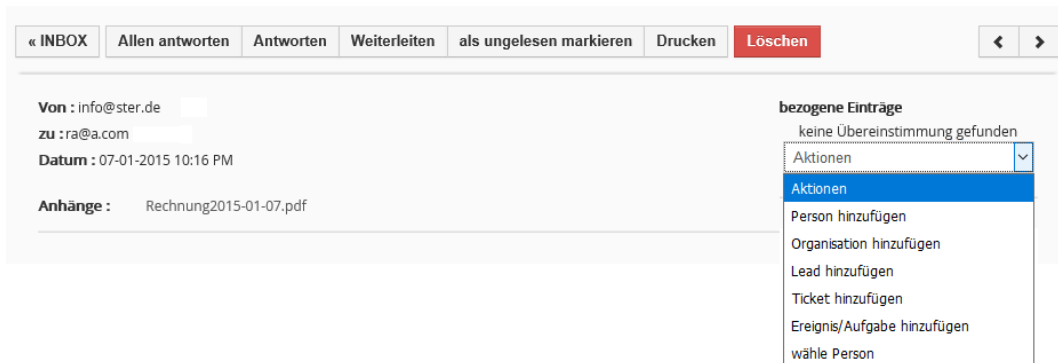 « INBOX Allen antworten Antworten Weiterleiten als ungelesen markieren Drucken Löschen
Von : info@ster.de
zu : ra@a.com
Datum : 07-01-2015 10:16 PM
Anhänge : Rechnung2015-01-07.pdf
bezogene Einträge
keine Übereinstimmung gefunden
Aktionen
Aktionen
Person hinzufügen
Organisation hinzufügen
Lead hinzufügen
Ticket hinzufügen
Ereignis/Aufgabe hinzufügen
wähle Person